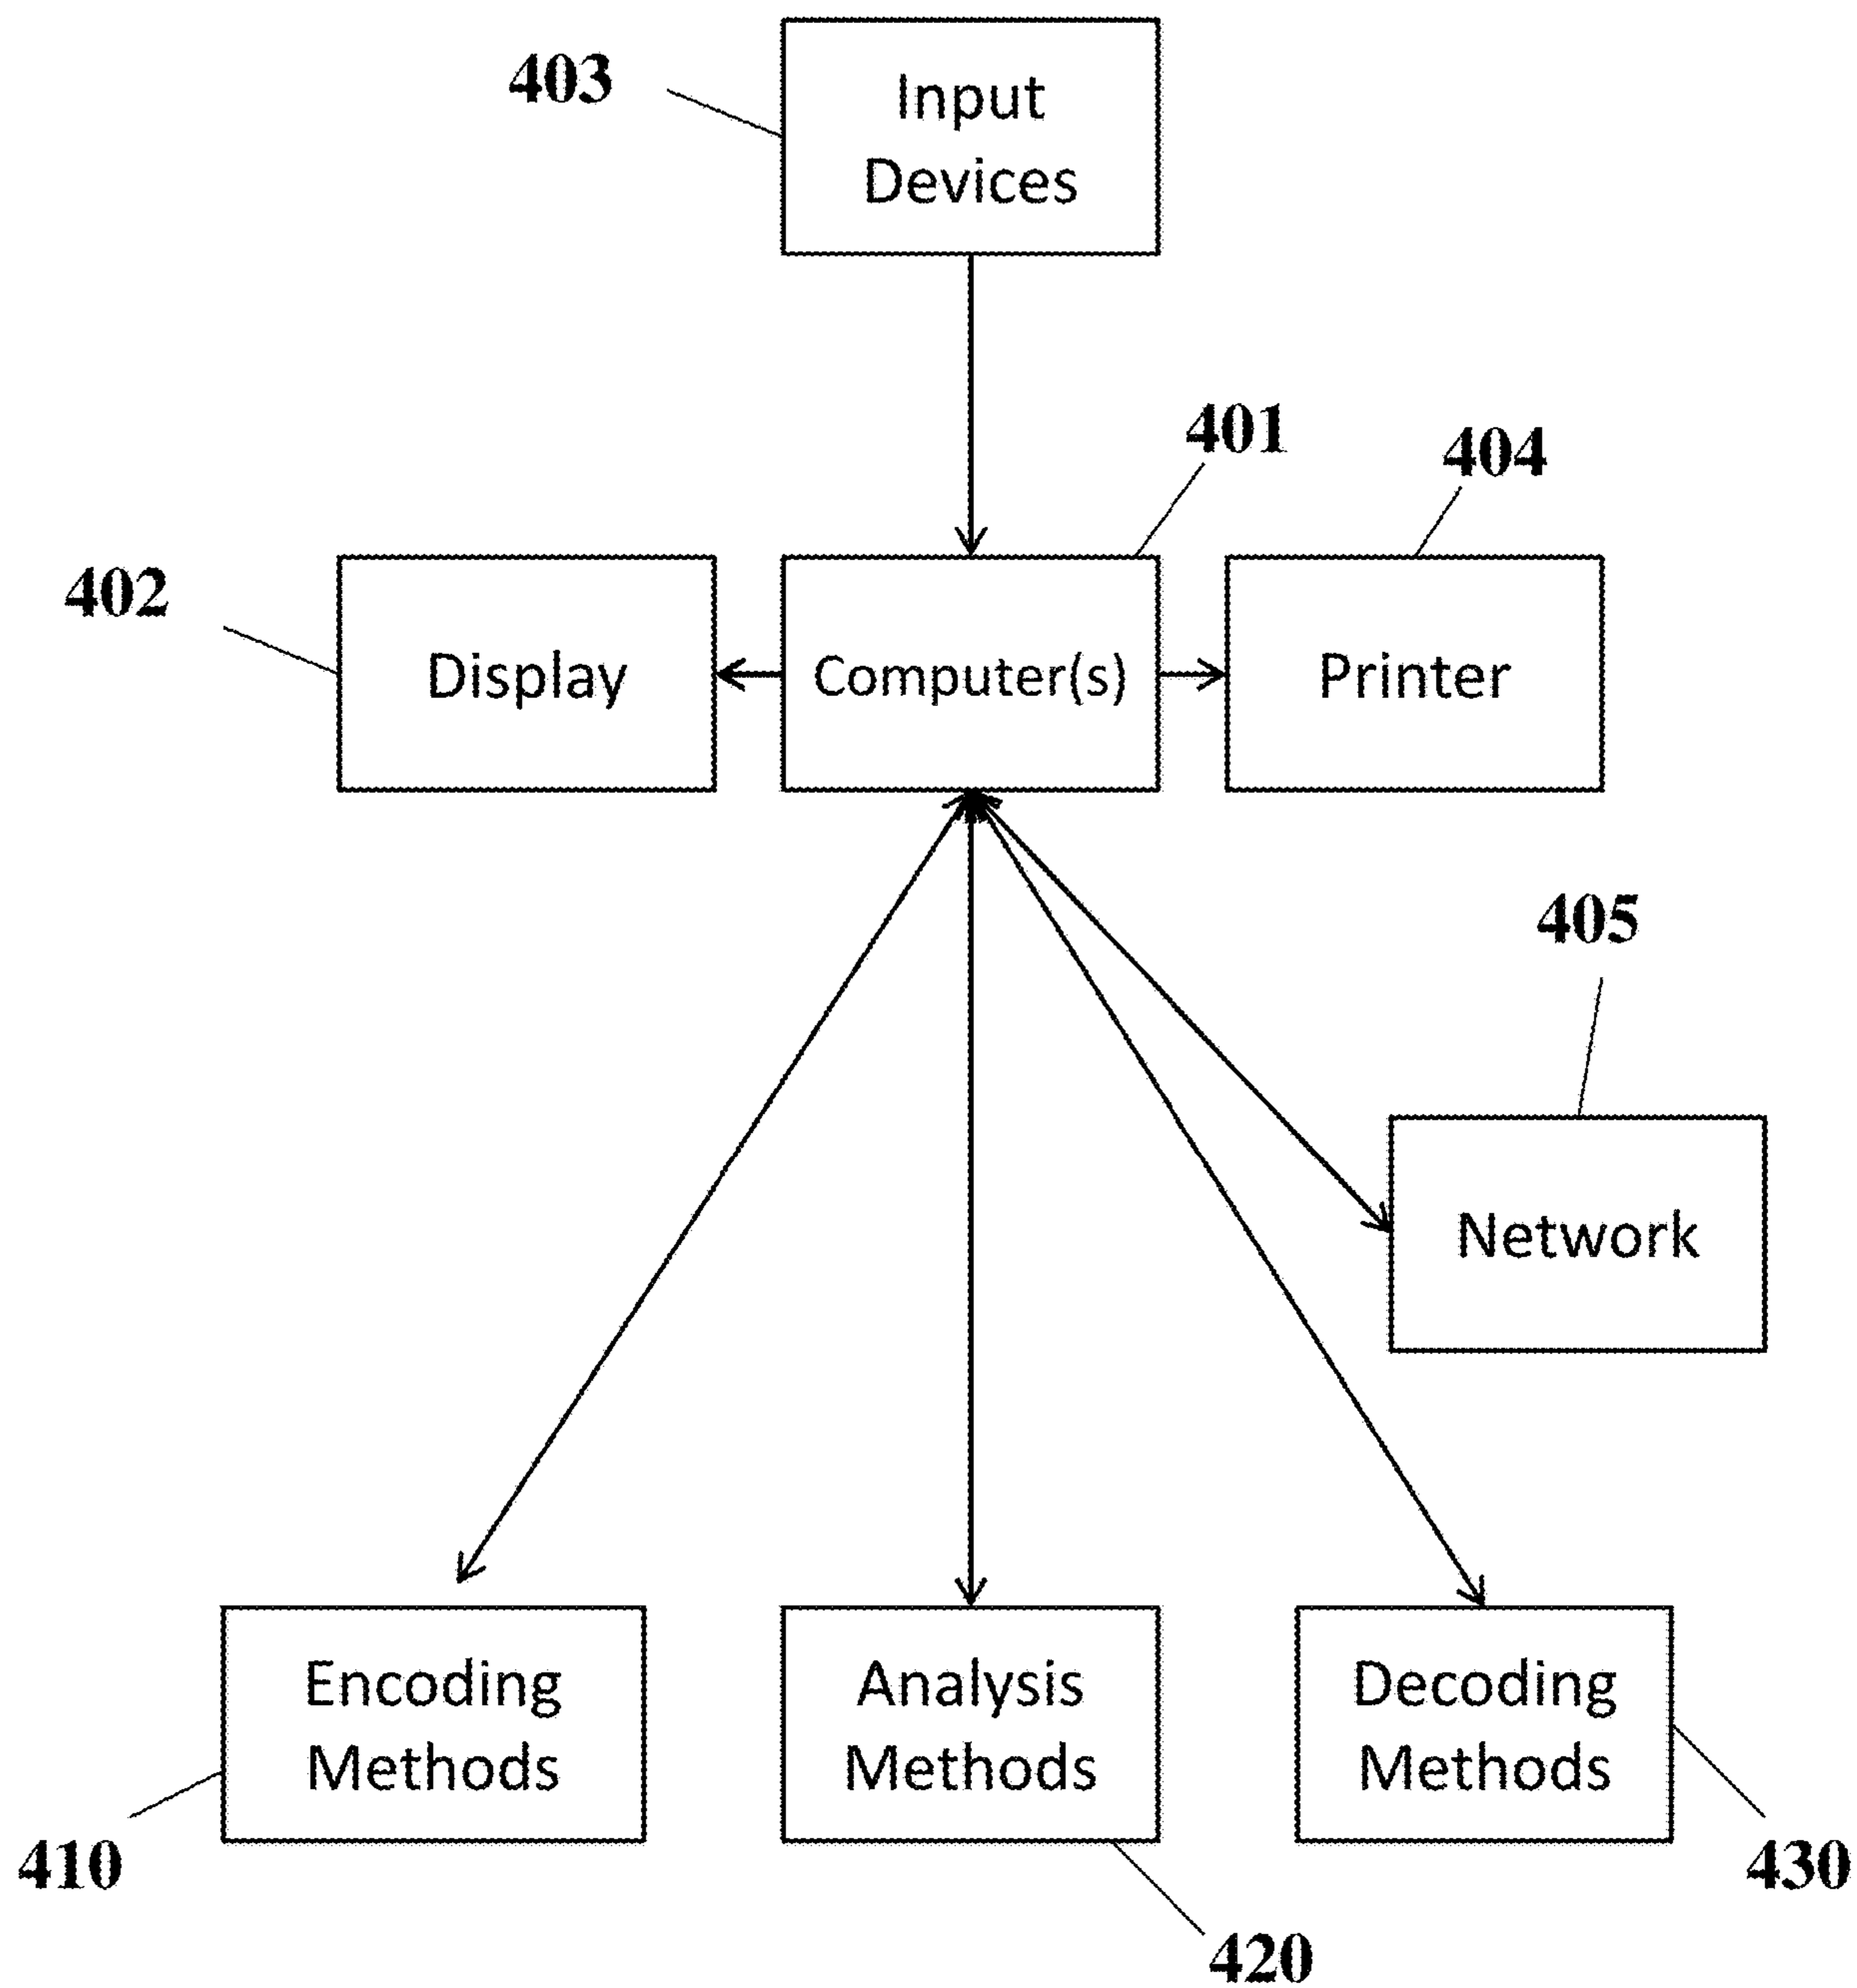 403
Input
Devices
401
404
402
Display
Computer(s)
Printer
405
Network
Encoding
Methods
Analysis
Methods
Decoding
Methods
410
430
420